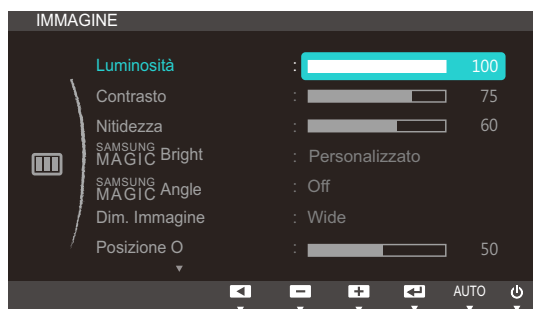 IMMAGINE
Luminosità : 100
Contrasto : 75
Nitidezza : 60
SAMSUNG MAGIC Bright : Personalizzato
SAMSUNG MAGIC Angle : Off
Dim. Immagine : Wide
Posizione O : 50
AUTO